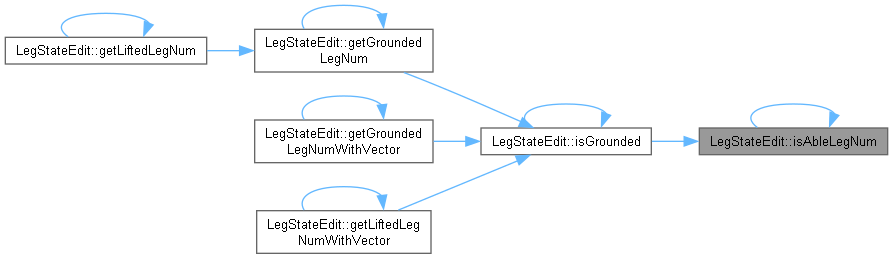 LegStateEdit::getLiftedLegNum
LegStateEdit::getGrounded
LegNum
LegStateEdit::getGrounded
LegNumWithVector
LegStateEdit::getLiftedLeg
NumWithVector
LegStateEdit::isGrounded
LegStateEdit::isAbleLegNum